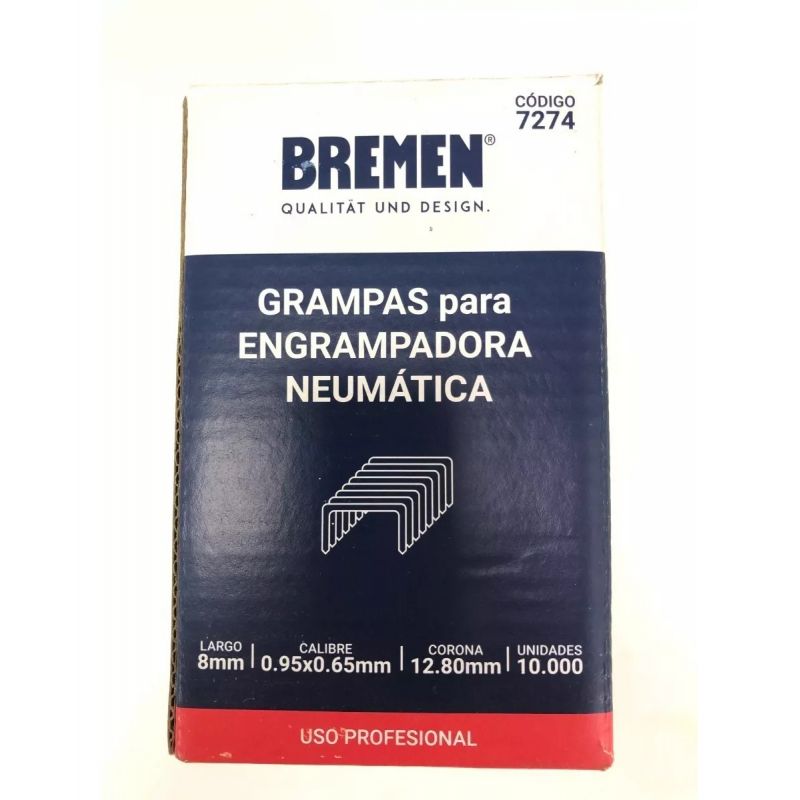 CÓDIGO
7274
BREMEN®
QUALITÄT UND DESIGN.
GRAMPAS para
ENGRAMPADORA
NEUMÁTICA
LARGO
8mm
CALIBRE
0.95x0.65mm
CORONA
12.80mm
UNIDADES
10.000
USO PROFESIONAL